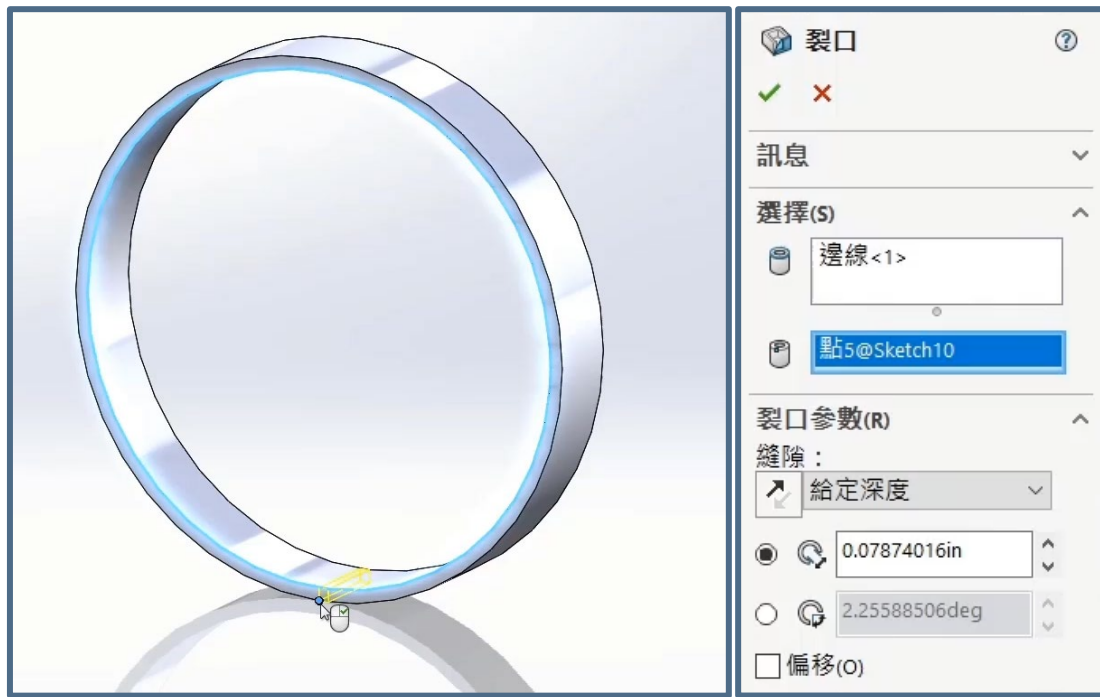 裂口
訊息
選擇(S)
邊線<1>
點5@Sketch10
裂口參數(R)
縫隙：
給定深度
0.07874016in
2.25588506deg
偏移(O)